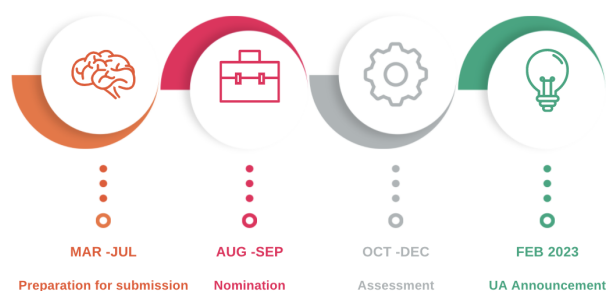 MAR -JUL
AUG -SEP
OCT -DEC
FEB 2023
Preparation for submission
Nomination
Assessment
UA Announcement